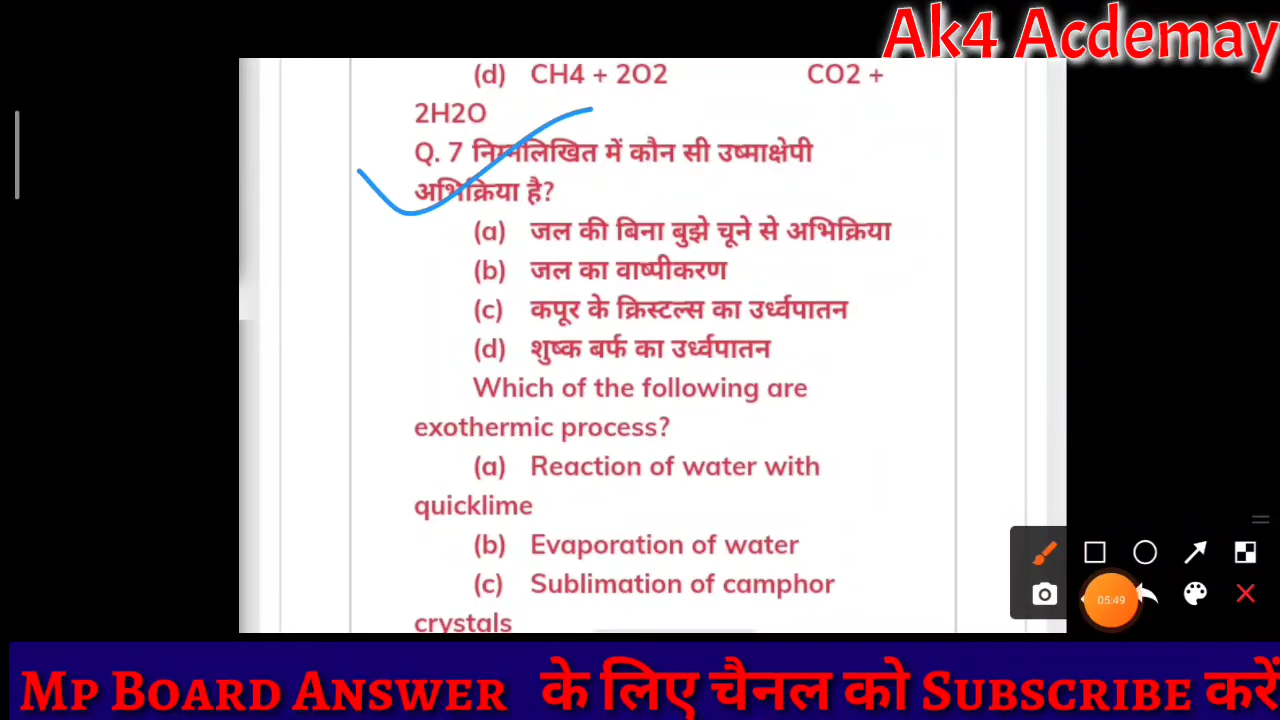 Ak4 Acdemay
(d) CH4 + 2O2 CO2 +
2H2O
Q. 7 निम्नलिखित में कौन सी उष्माक्षेपी
अभिक्रिया है?
(a) जल की बिना बुझे चूने से अभिक्रिया
(b) जल का वाष्पीकरण
(c) कपूर के क्रिस्टल्स का उर्ध्वपातन
(d) शुष्क बर्फ का उर्ध्वपातन
Which of the following are
exothermic process?
(a) Reaction of water with
quicklime
(b) Evaporation of water
(c) Sublimation of camphor
crystals
05:49
Mp Board Answer के लिए चैनल को Subscribe करें